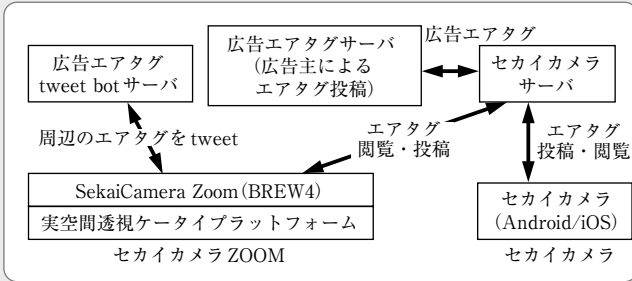 広告エアタグ
tweet botサーバ
広告エアタグサーバ
(広告主による
エアタグ投稿)
広告エアタグ
セカイカメラ
サーバ
周辺のエアタグをtweet
エアタグ
閲覧・投稿
エアタグ
投稿・閲覧
SekaiCamera Zoom(BREW4)
実空間透視ケータイプラットフォーム
セカイカメラZOOM
セカイカメラ
(Android/iOS)
セカイカメラ